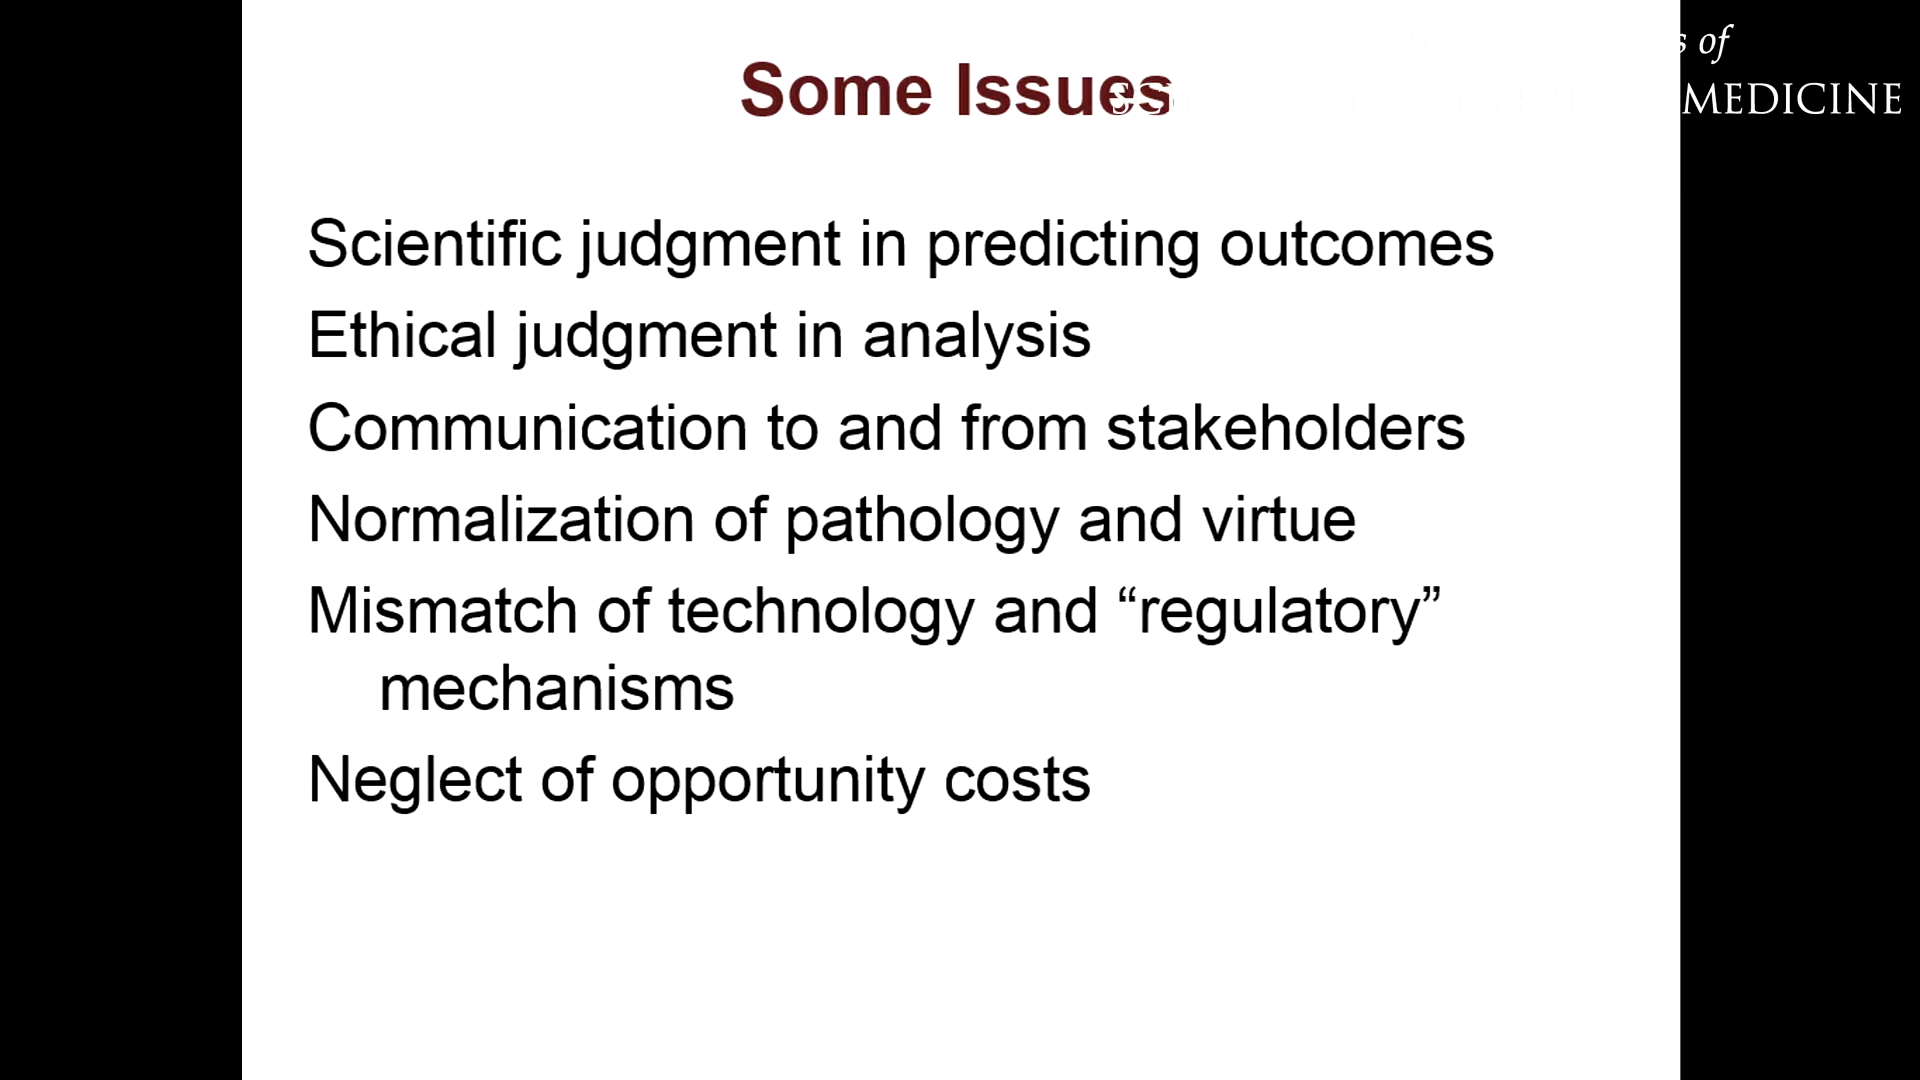 Some Issues
of
MEDICINE
Scientific judgment in predicting outcomes
Ethical judgment in analysis
Communication to and from stakeholders
Normalization of pathology and virtue
Mismatch of technology and “regulatory”
mechanisms
Neglect of opportunity costs